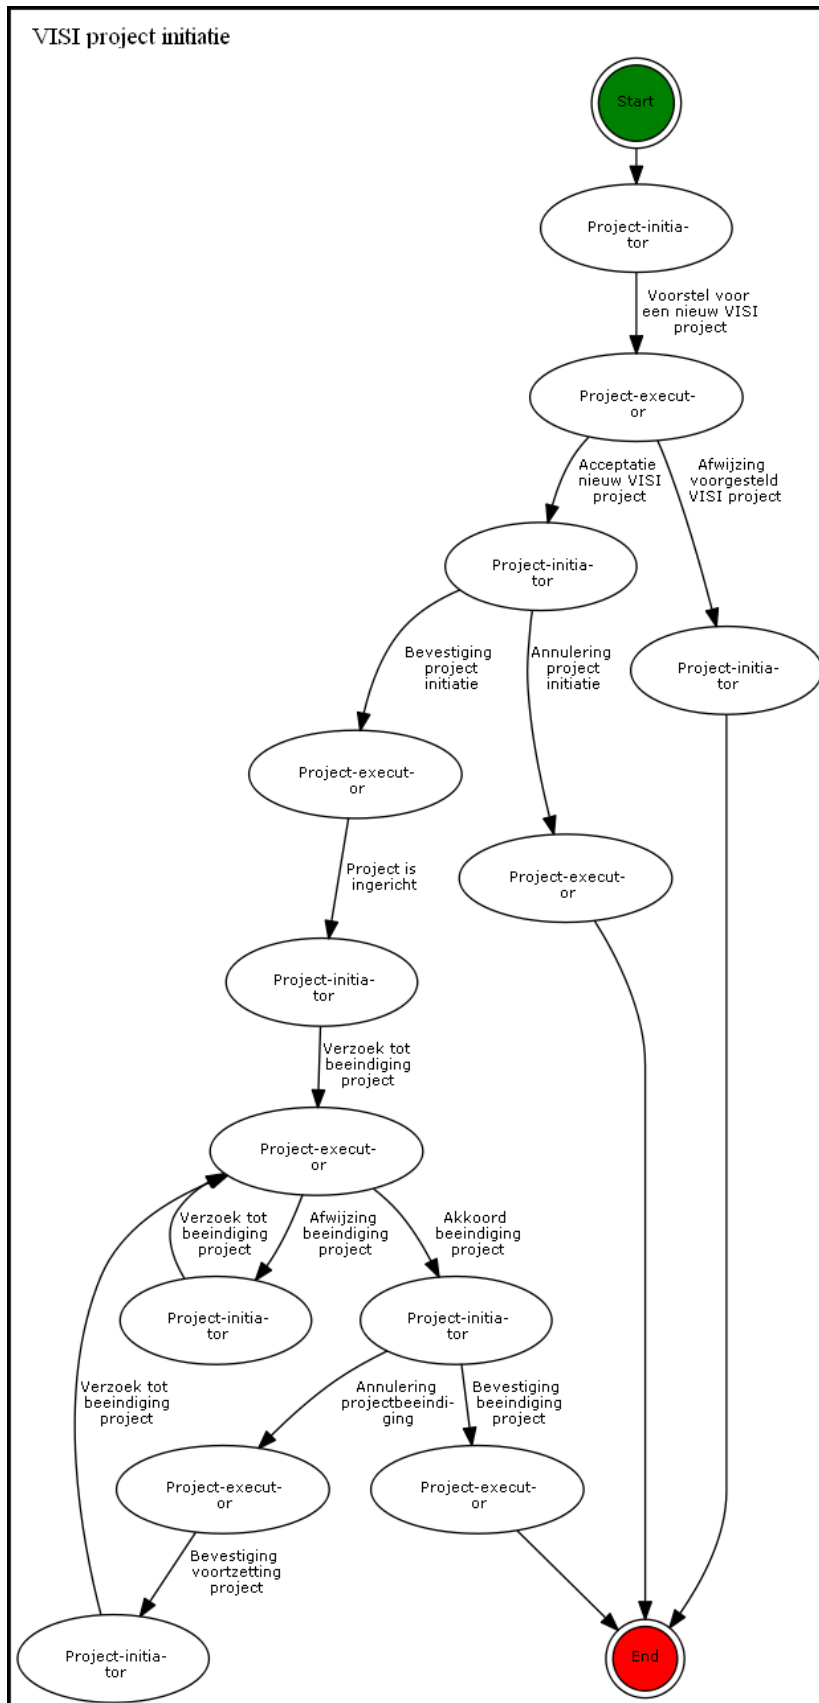 VISI project initiatie
Start
Project-initia-
tor
Voorstel voor
een nieuw VISI
project
Project-execut-
or
Acceptatie
nieuw VISI
project
Afwijzing
voorgesteld
VISI project
Project-initia-
tor
Project-initia-
tor
Bevestiging
project
initiatie
Annulering
project
initiatie
Project-execut-
or
Project-execut-
or
Project is
ingericht
Project-initia-
tor
Verzoek tot
beeindiging
project
Project-execut-
or
Verzoek tot
beeindiging
project
Afwijzing
beeindiging
project
Akkoord
beeindiging
project
Project-initia-
tor
Project-initia-
tor
Verzoek tot
beeindiging
project
Annulering
projectbeeindi-
ging
Bevestiging
beeindiging
project
Project-execut-
or
Project-execut-
or
Bevestiging
voortzetting
project
Project-initia-
tor
End